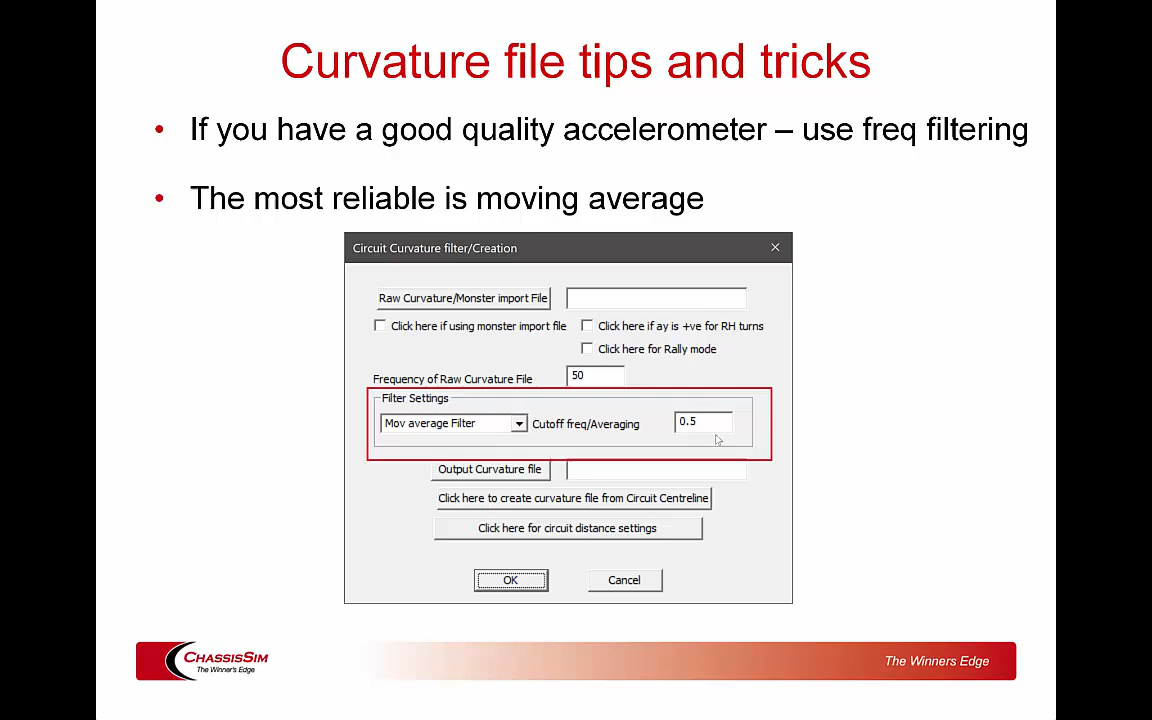 Curvature file tips and tricks
• If you have a good quality accelerometer – use freq filtering
• The most reliable is moving average
Circuit Curvature filter/Creation
Raw Curvature/Monster import File
Click here if using monster import file
Click here if ay is +ve for RH turns
Click here for Rally mode
Frequency of Raw Curvature File 50
Filter Settings
Mov average Filter Cutoff freq/Averaging 0.5
Output Curvature file
Click here to create curvature file from Circuit Centreline
Click here for circuit distance settings
OK Cancel
CHASSISSIM
The Winner's Edge
The Winners Edge